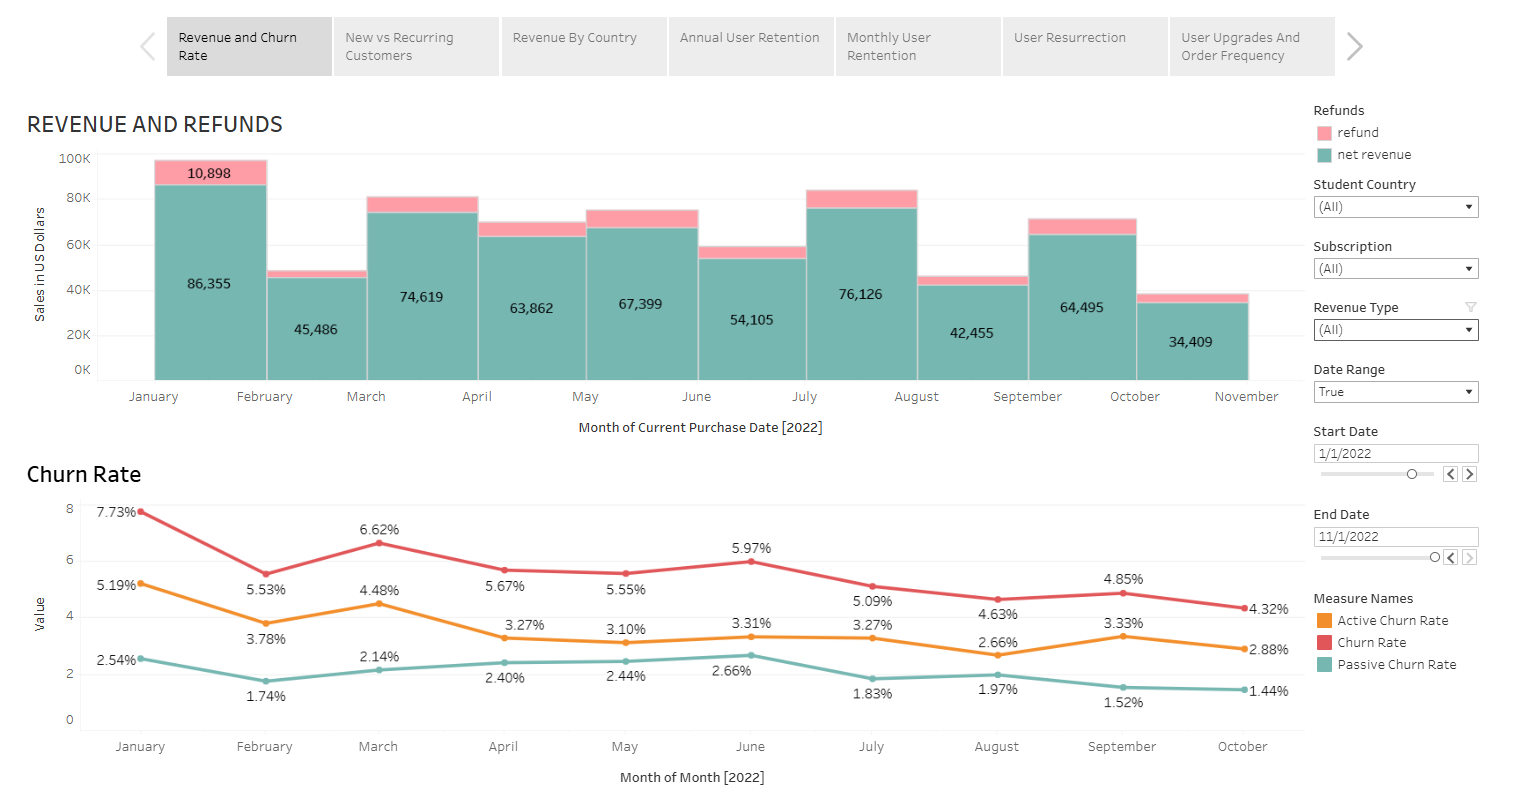 Revenue and Churn
Rate
New vs Recurring
Customers
Revenue By Country
Annual User Retention
Monthly User
Rentention
User Resurrection
User Upgrades And
Order Frequency
REVENUE AND REFUNDS
Sales in US Dollars
100K
80K
60K
40K
20K
0K
10,898
86,355
45,486
74,619
63,862
67,399
54,105
76,126
42,455
64,495
34,409
January
February
March
April
May
June
July
August
September
October
November
Month of Current Purchase Date [2022]
Churn Rate
Value
8
6
4
2
0
7.73%
5.53%
6.62%
5.67%
5.55%
5.97%
5.09%
4.63%
4.85%
4.32%
5.19%
3.78%
4.48%
3.27%
3.10%
3.31%
3.27%
2.66%
3.33%
2.88%
2.54%
1.74%
2.14%
2.40%
2.44%
2.66%
1.83%
1.97%
1.52%
1.44%
January
February
March
April
May
June
July
August
September
October
Month of Month [2022]
Refunds
refund
net revenue
Student Country
(All)
Subscription
(All)
Revenue Type
(All)
Date Range
True
Start Date
1/1/2022
End Date
11/1/2022
Measure Names
Active Churn Rate
Churn Rate
Passive Churn Rate